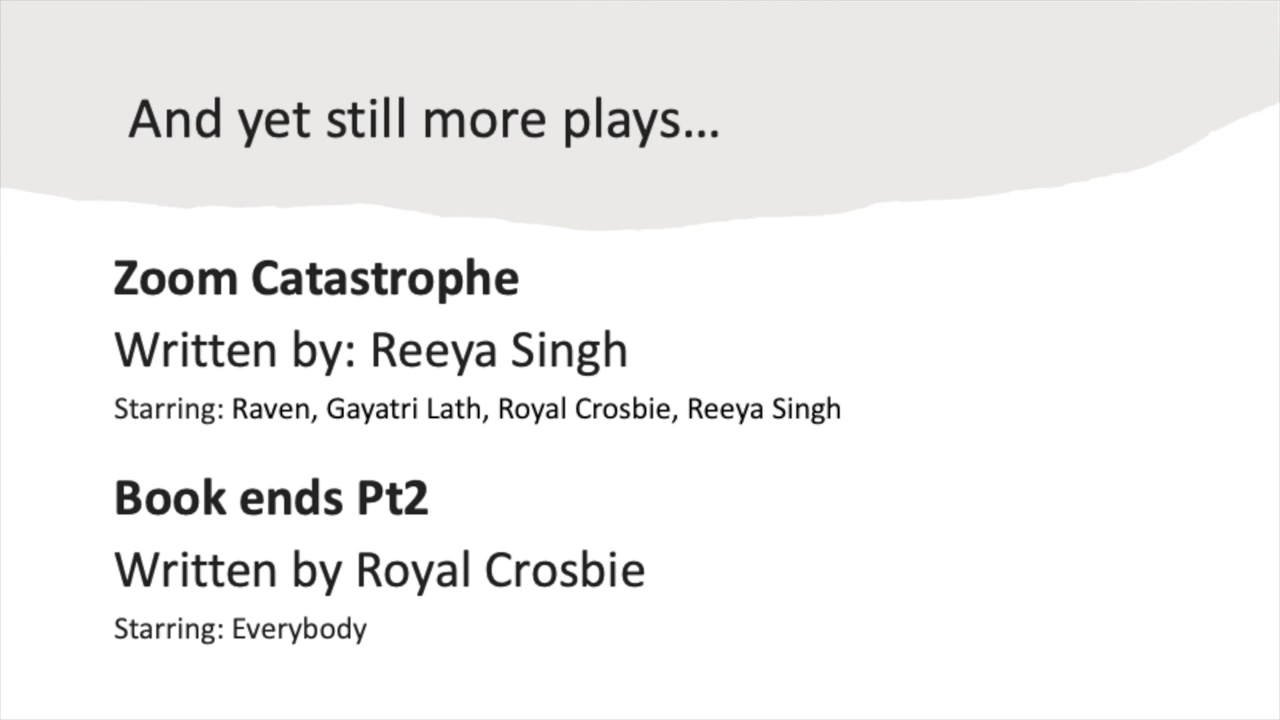 And yet still more plays...
Zoom Catastrophe
Written by: Reeya Singh
Starring: Raven, Gayatri Lath, Royal Crosbie, Reeya Singh
Book ends Pt2
Written by Royal Crosbie
Starring: Everybody